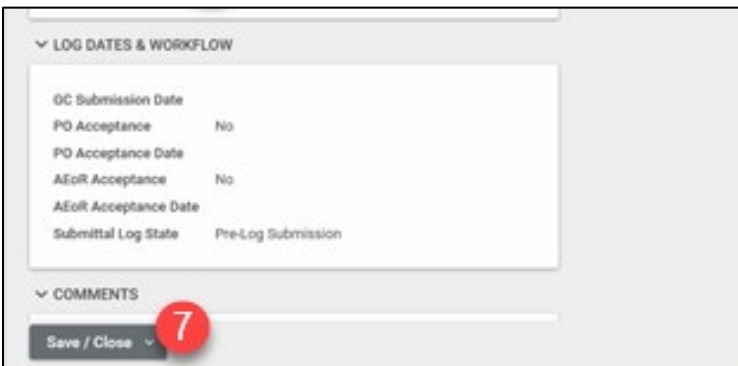 LOG DATES & WORKFLOW
GC Submission Date
PO Acceptance No
PO Acceptance Date
AEoR Acceptance No
AEoR Acceptance Date
Submittal Log State Pre-Log Submission
COMMENTS
Save / Close 7